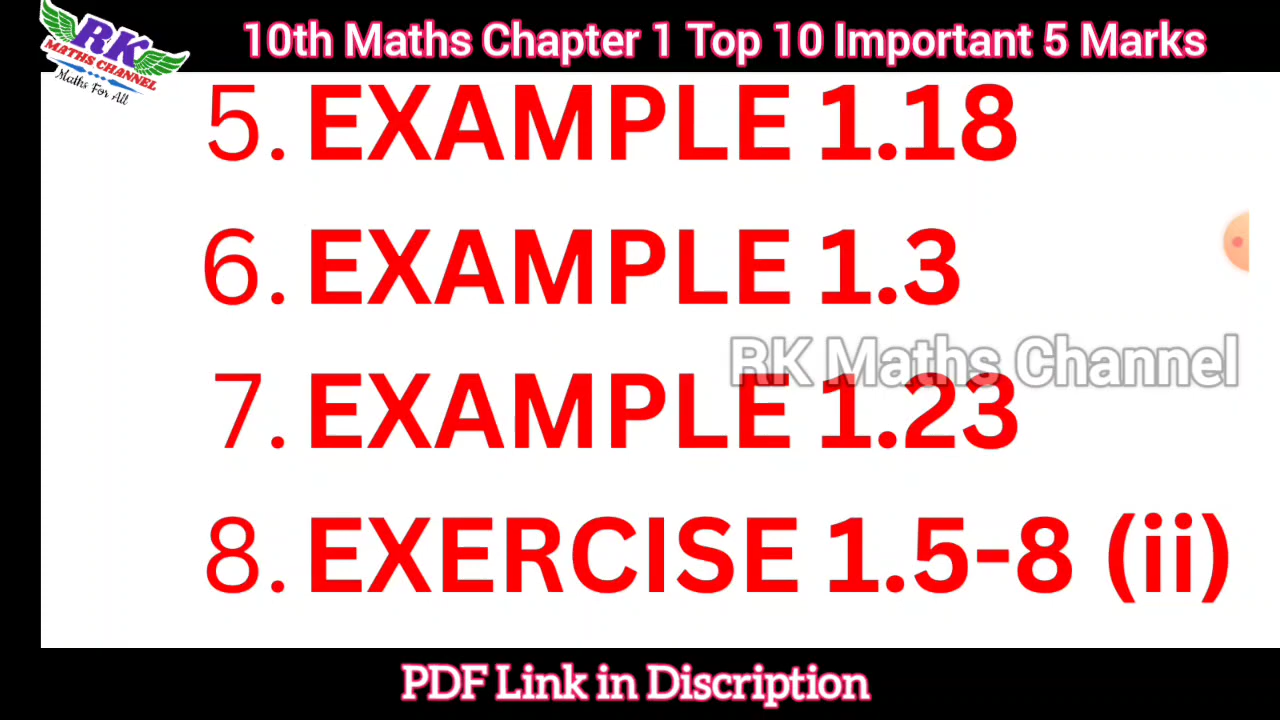 RK
MATHS CHANNEL
Maths For All
10th Maths Chapter 1 Top 10 Important 5 Marks
5. EXAMPLE 1.18
6. EXAMPLE 1.3
RK Maths Channel
7. EXAMPLE 1.23
8. EXERCISE 1.5-8 (ii)
PDF Link in Discription